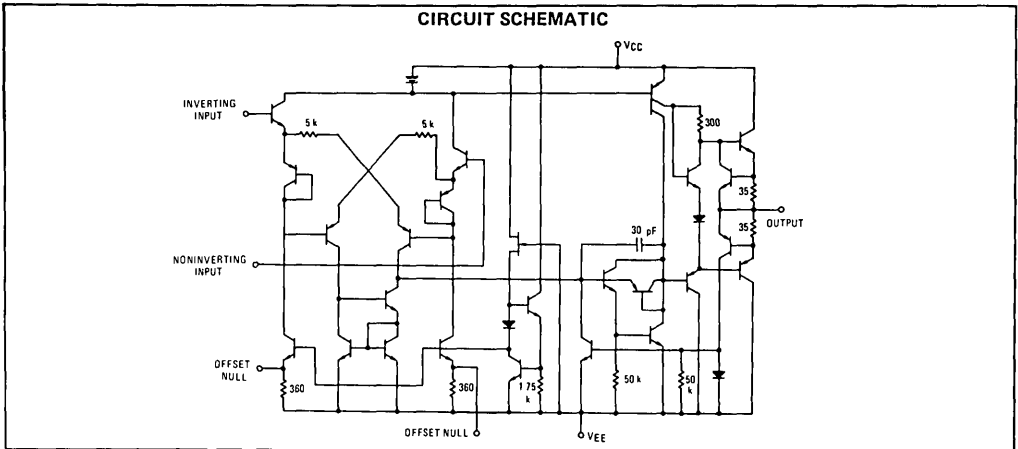 CIRCUIT SCHEMATIC
VCC
INVERTING
INPUT
5 k
5 k
300
35
OUTPUT
35
30 pF
NONINVERTING
INPUT
OFFSET
NULL
360
360
1.75
k
50 k
50
k
OFFSET NULL
VEE